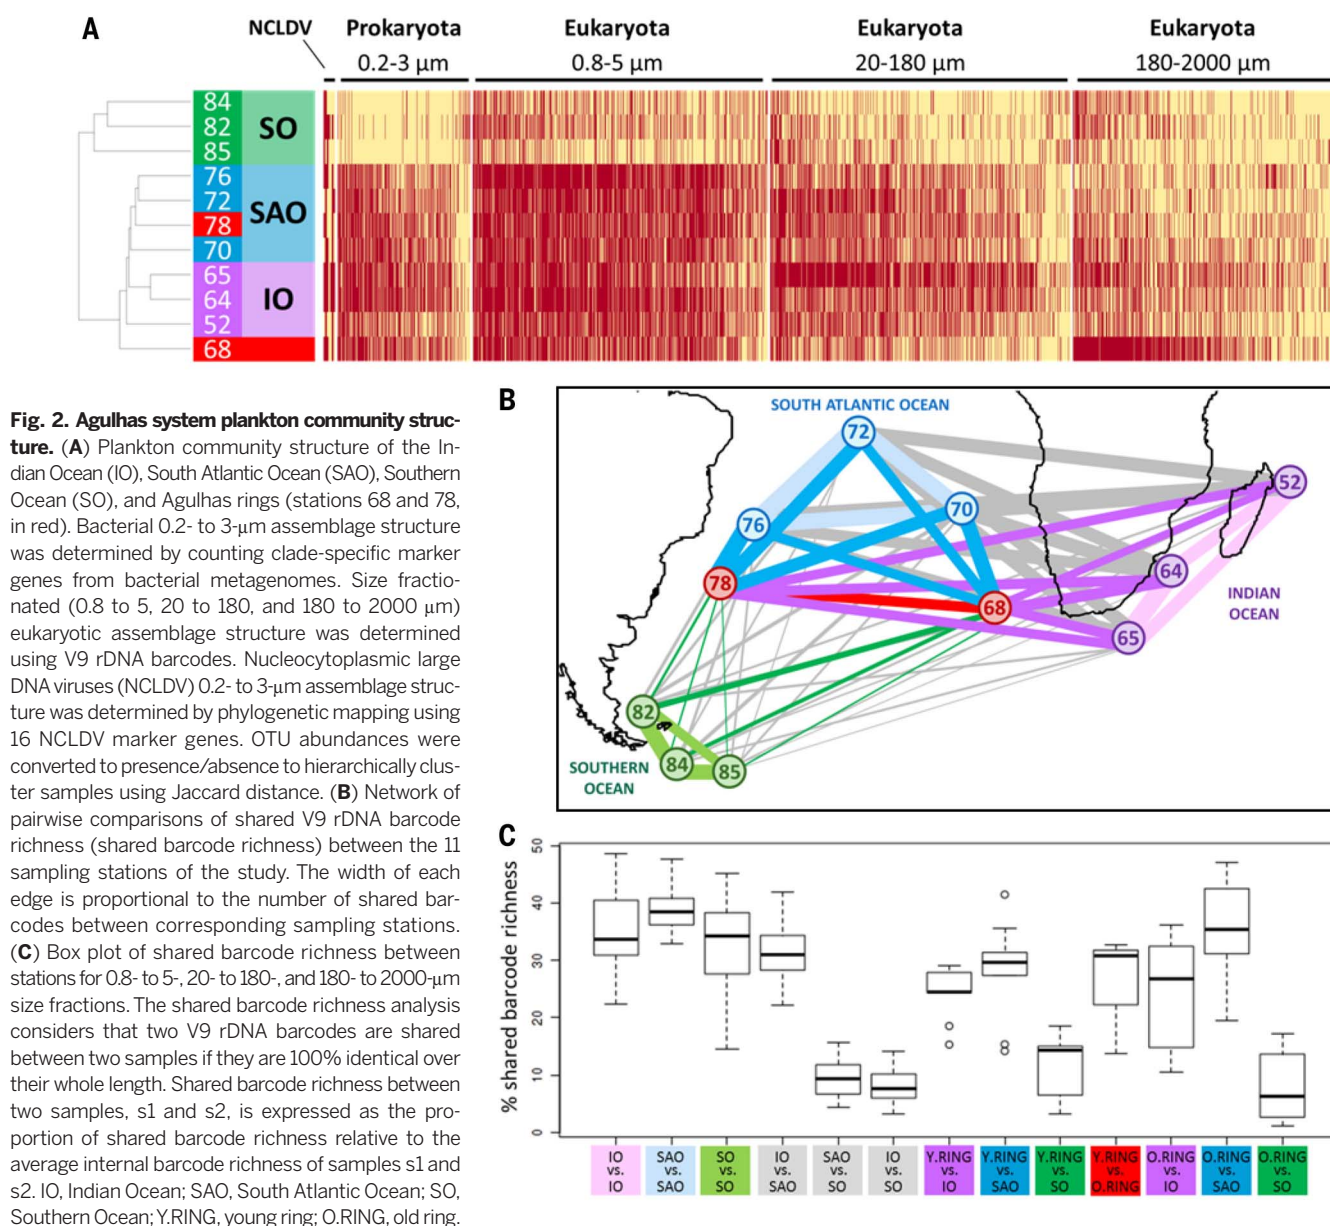 A
NCLDV
Prokaryota
Eukaryota
Eukaryota
Eukaryota
0.2-3 μm
0.8-5 μm
20-180 μm
180-2000 μm
84
82
85
SO
76
72
78
70
SAO
65
64
52
IO
68
Fig. 2. Agulhas system plankton community struc-
ture. (A) Plankton community structure of the In-
dian Ocean (IO), South Atlantic Ocean (SAO), Southern
Ocean (SO), and Agulhas rings (stations 68 and 78,
in red). Bacterial 0.2- to 3-μm assemblage structure
was determined by counting clade-specific marker
genes from bacterial metagenomes. Size fractio-
nated (0.8 to 5, 20 to 180, and 180 to 2000 μm)
eukaryotic assemblage structure was determined
using V9 rDNA barcodes. Nucleocytoplasmic large
DNA viruses (NCLDV) 0.2- to 3-μm assemblage struc-
ture was determined by phylogenetic mapping using
16 NCLDV marker genes. OTU abundances were
converted to presence/absence to hierarchically clus-
ter samples using Jaccard distance. (B) Network of
pairwise comparisons of shared V9 rDNA barcode
richness (shared barcode richness) between the 11
sampling stations of the study. The width of each
edge is proportional to the number of shared bar-
codes between corresponding sampling stations.
(C) Box plot of shared barcode richness between
stations for 0.8- to 5-, 20- to 180-, and 180- to 2000-μm
size fractions. The shared barcode richness analysis
considers that two V9 rDNA barcodes are shared
between two samples if they are 100% identical over
their whole length. Shared barcode richness between
two samples, s1 and s2, is expressed as the pro-
portion of shared barcode richness relative to the
average internal barcode richness of samples s1 and
s2. IO, Indian Ocean; SAO, South Atlantic Ocean; SO,
Southern Ocean; Y.RING, young ring; O.RING, old ring.
B
SOUTH ATLANTIC OCEAN
72
52
76
70
78
64
68
INDIAN
OCEAN
65
82
84
85
SOUTHERN
OCEAN
C
% shared barcode richness
50
40
30
20
10
0
IO
vs.
IO
SAO
vs.
SAO
SO
vs.
SO
IO
vs.
SAO
SAO
vs.
SO
IO
vs.
SO
Y.RING
vs.
IO
Y.RING
vs.
SAO
Y.RING
vs.
SO
Y.RING
vs.
O.RING
O.RING
vs.
IO
O.RING
vs.
SAO
O.RING
vs.
SO